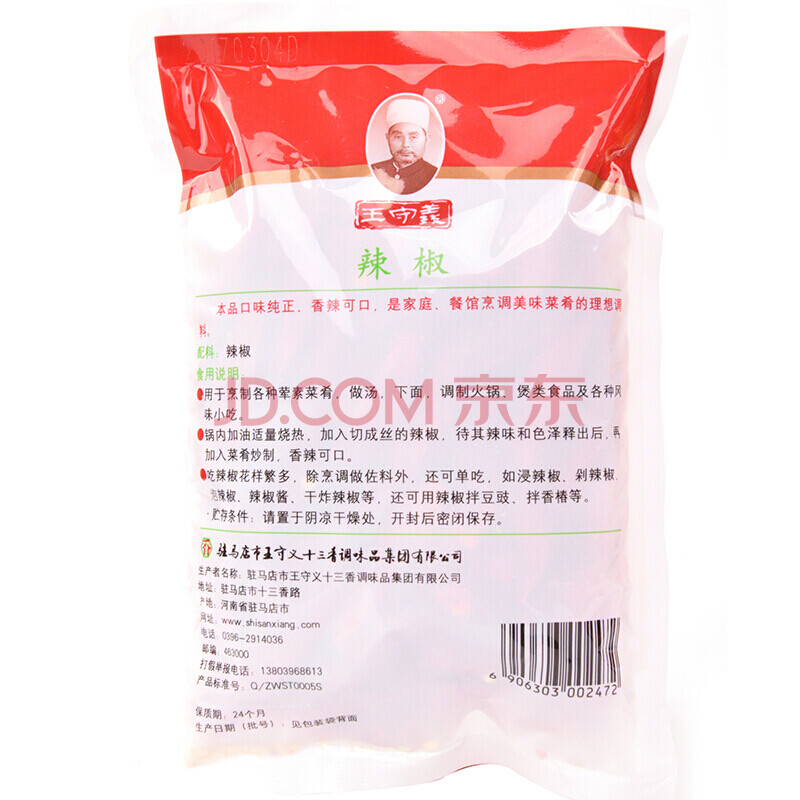 70304D
®
王守義
辣椒
本品口味纯正，香辣可口，是家庭、餐馆烹调美味菜肴的理想调
料。
配料：辣椒
食用说明：
JD.COM 京东
●用于烹制各种荤素菜肴，做汤，下面，调制火锅，煲类食品及各种风
味小吃。
●锅内加油适量烧热，加入切成丝的辣椒，待其辣味和色泽释出后，再
加入菜肴炒制，香辣可口。
●吃辣椒花样繁多，除烹调做佐料外，还可单吃，如浸辣椒、剁辣椒、
泡辣椒、辣椒酱、干炸辣椒等，还可用辣椒拌豆豉、拌香椿等。
·贮存条件：请置于阴凉干燥处，开封后密闭保存。
驻马店市王守义十三香调味品集团有限公司
生产者名称：驻马店市王守义十三香调味品集团有限公司
地址：驻马店市十三香路
产地：河南省驻马店市
网址：www.shisanxiang.com
电话：0396-2914036
邮编：463000
打假举报电话：13803968613
产品标准号：Q/ZWST0005S
6 906303 002472
保质期：24个月
生产日期（批号）：见包装袋背面